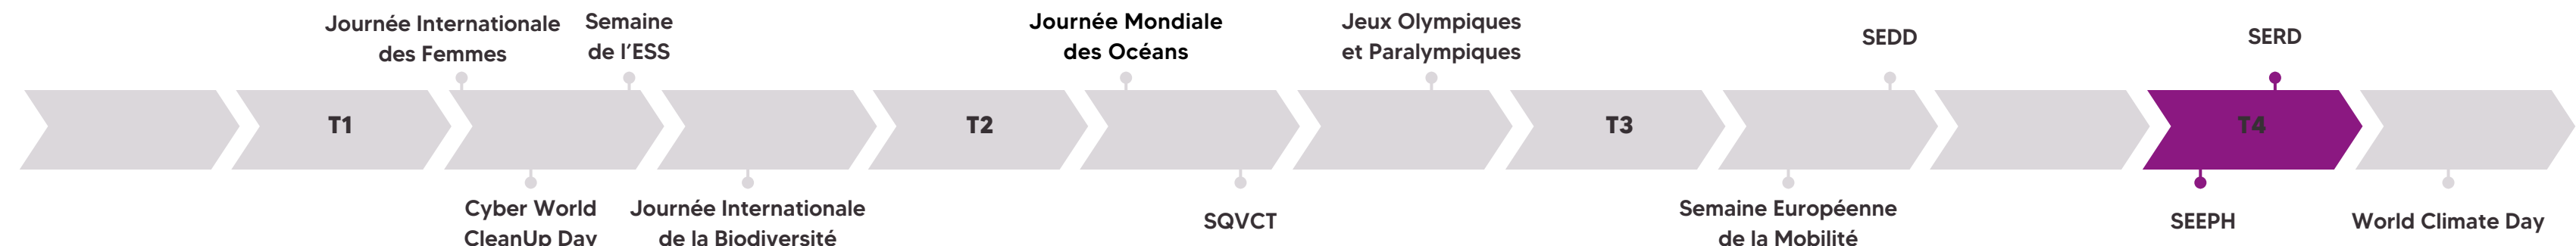 Journée Internationale
des Femmes
Semaine
de l'ESS
Journée Mondiale
des Océans
Jeux Olympiques
et Paralympiques
SEDD
SERD
T1
T2
T3
T4
Cyber World
CleanUp Day
Journée Internationale
de la Biodiversité
SQVCT
Semaine Européenne
de la Mobilité
SEEPH
World Climate Day